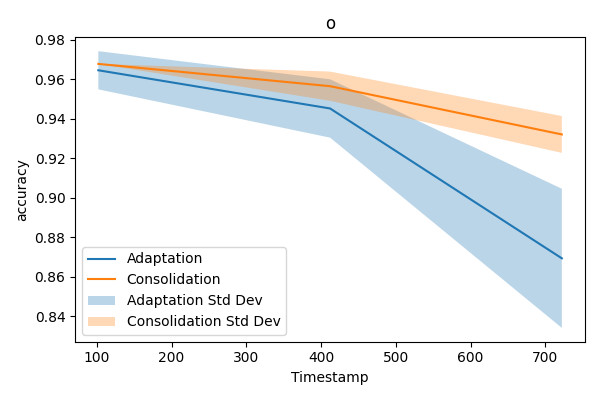 o
0.98
0.96
0.94
0.92
0.90
0.88
0.86
0.84
accuracy
Adaptation
Consolidation
Adaptation Std Dev
Consolidation Std Dev
100 200 300 400 500 600 700
Timestamp